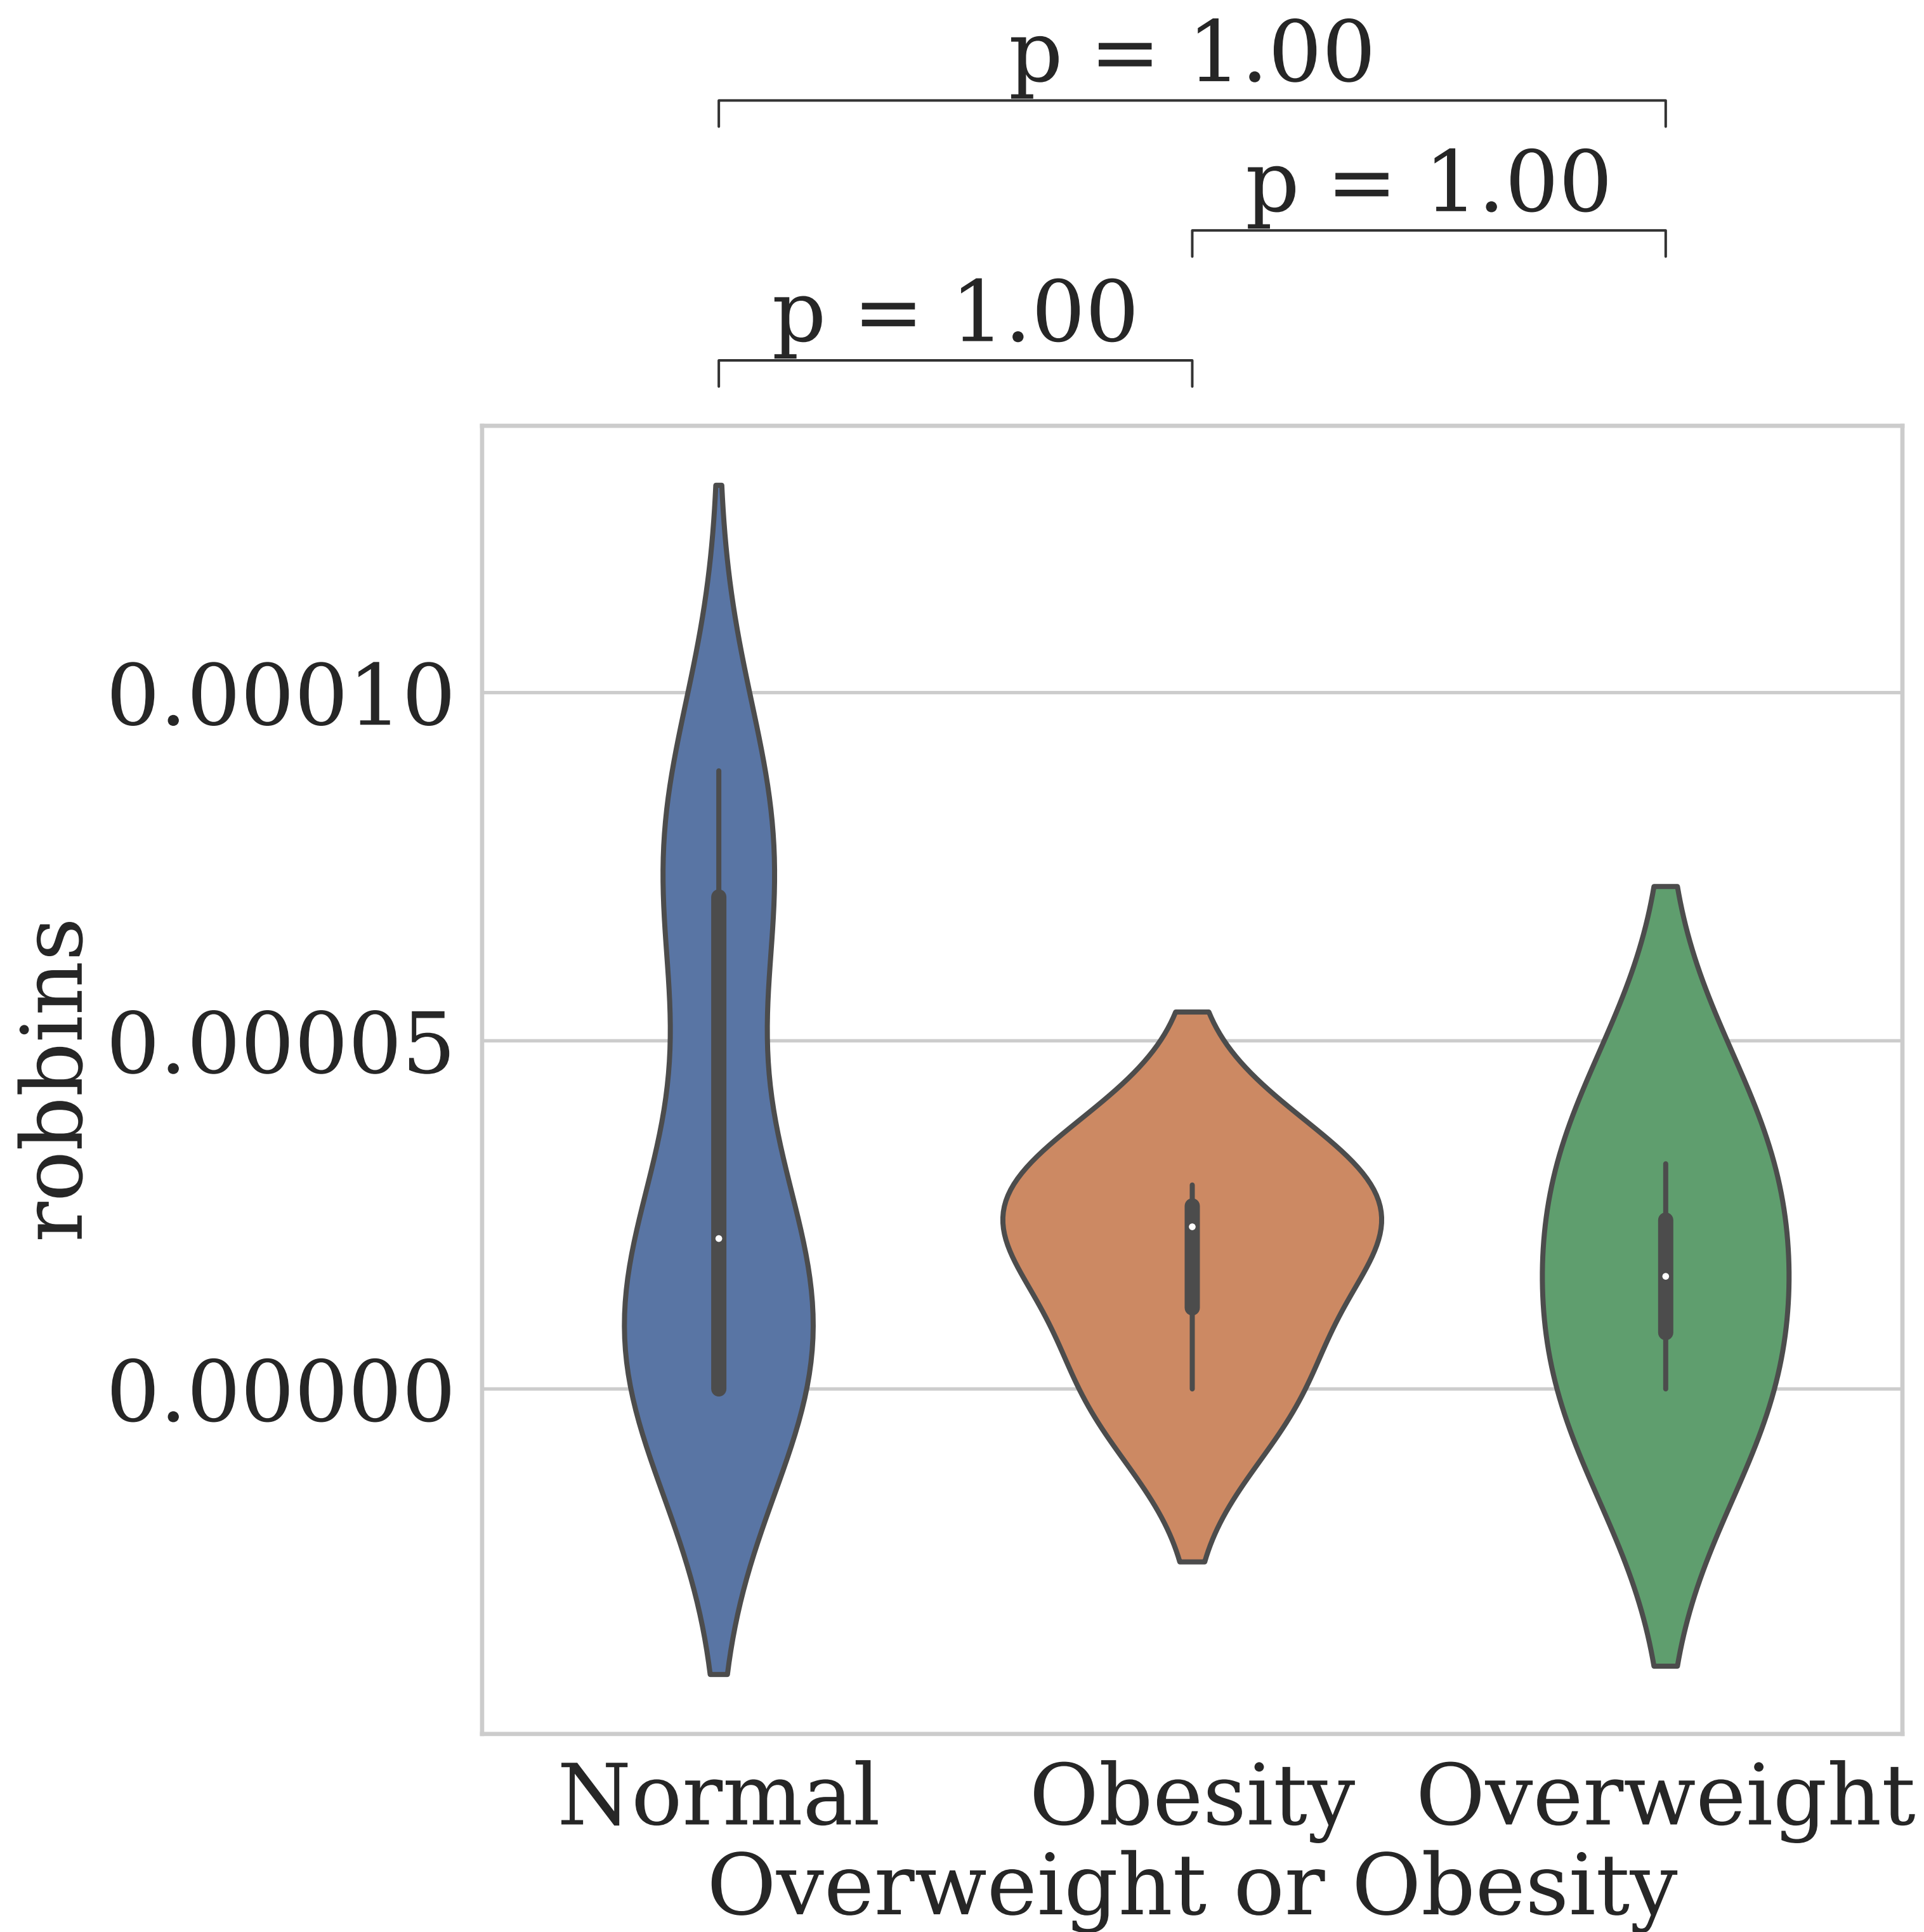 p = 1.00
p = 1.00
p = 1.00
0.00010
0.00005
0.00000
robbins
Normal
Obesity
Overweight
Overweight or Obesity